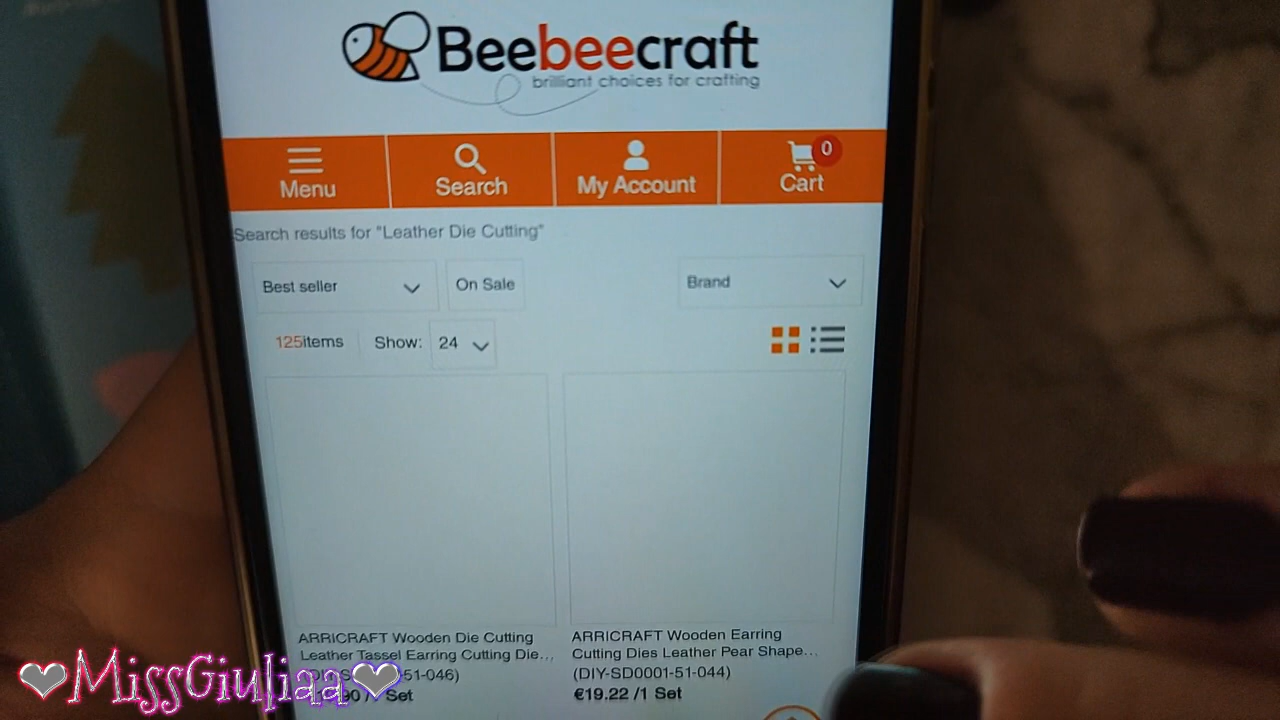 Beebeecraft
brilliant choices for crafting
Menu
Search
My Account
0
Cart
Search results for "Leather Die Cutting"
Best seller
On Sale
Brand
125items
Show:
24
ARRICRAFT Wooden Die Cutting
Leather Tassel Earring Cutting Die...
51-046)
Set
ARRICRAFT Wooden Earring
Cutting Dies Leather Pear Shape...
(DIY-SD0001-51-044)
€19.22 /1 Set
MissGiuliaa